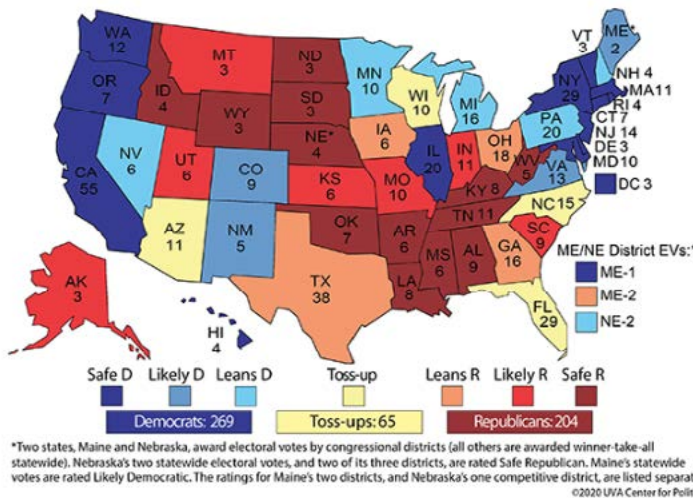 WA
12
OR
7
CA
55
NV
6
ID
4
MT
3
WY
3
UT
6
AZ
11
CO
9
NM
5
ND
3
SD
3
NE*
4
KS
6
OK
7
TX
38
MN
10
IA
6
MO
10
AR
6
LA
8
WI
10
IL
20
MI
16
IN
11
OH
18
KY 8
TN 11
MS
6
AL
9
GA
16
FL
29
SC
9
NC 15
VA
13
WV
5
PA
20
NY
29
VT
3
ME*
2
NH 4
MA 11
RI 4
CT 7
NJ 14
DE 3
MD 10
DC 3
AK
3
HI
4
ME/NE District EVs:*
ME-1
ME-2
NE-2
Safe D Likely D Leans D Toss-up Leans R Likely R Safe R
Democrats: 269 Toss-ups: 65 Republicans: 204
*Two states, Maine and Nebraska, award electoral votes by congressional districts (all others are awarded winner-take-all
statewide). Nebraska's two statewide electoral votes, and two of its three districts, are rated Safe Republican. Maine's statewide
votes are rated Likely Democratic. The ratings for Maine's two districts, and Nebraska's one competitive district, are listed separat
©2020 UVA Center for Polit